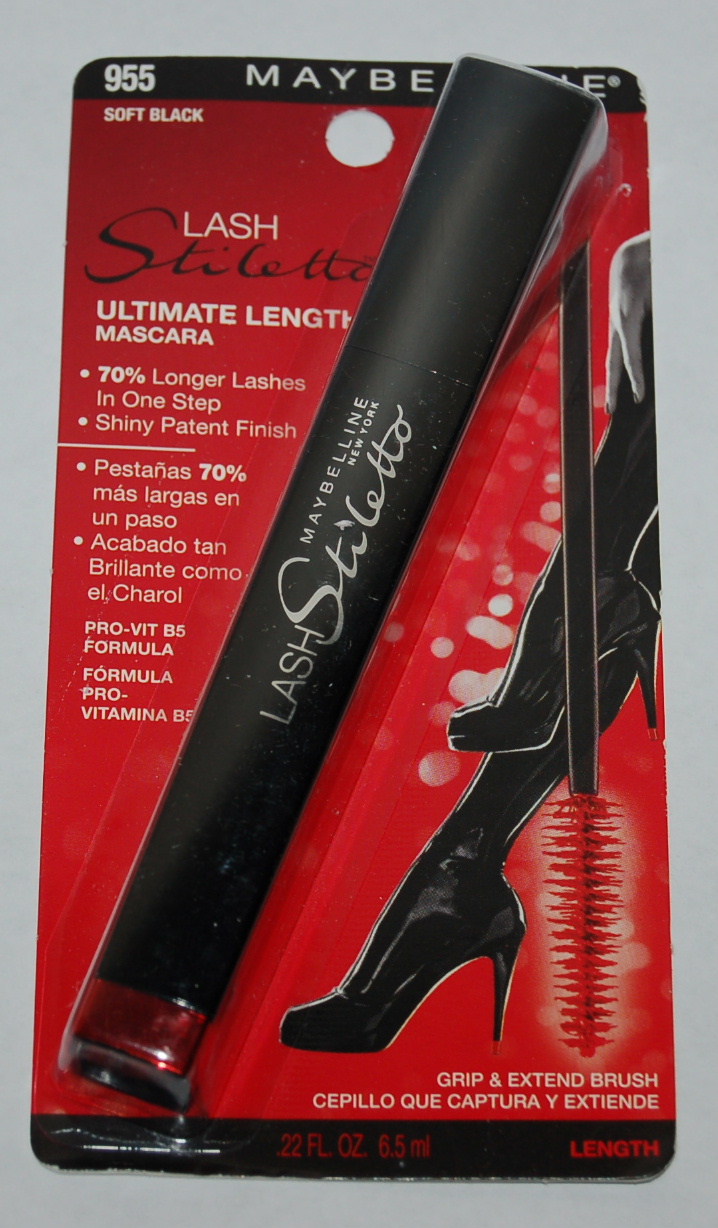 955 MAYBE NE®
SOFT BLACK
LASH
Stiletto
ULTIMATE LENGTH
MASCARA
• 70% Longer Lashes
In One Step
• Shiny Patent Finish
• Pestañas 70%
más largas en
un paso
• Acabado tan
Brillante como
el Charol
PRO-VIT B5
FORMULA
FÓRMULA
PRO-
VITAMINA B5
MAYBELLINE
NEW YORK
LASH Stiletto
GRIP & EXTEND BRUSH
CEPILLO QUE CAPTURA Y EXTIENDE
.22 FL. OZ. 6.5 ml LENGTH